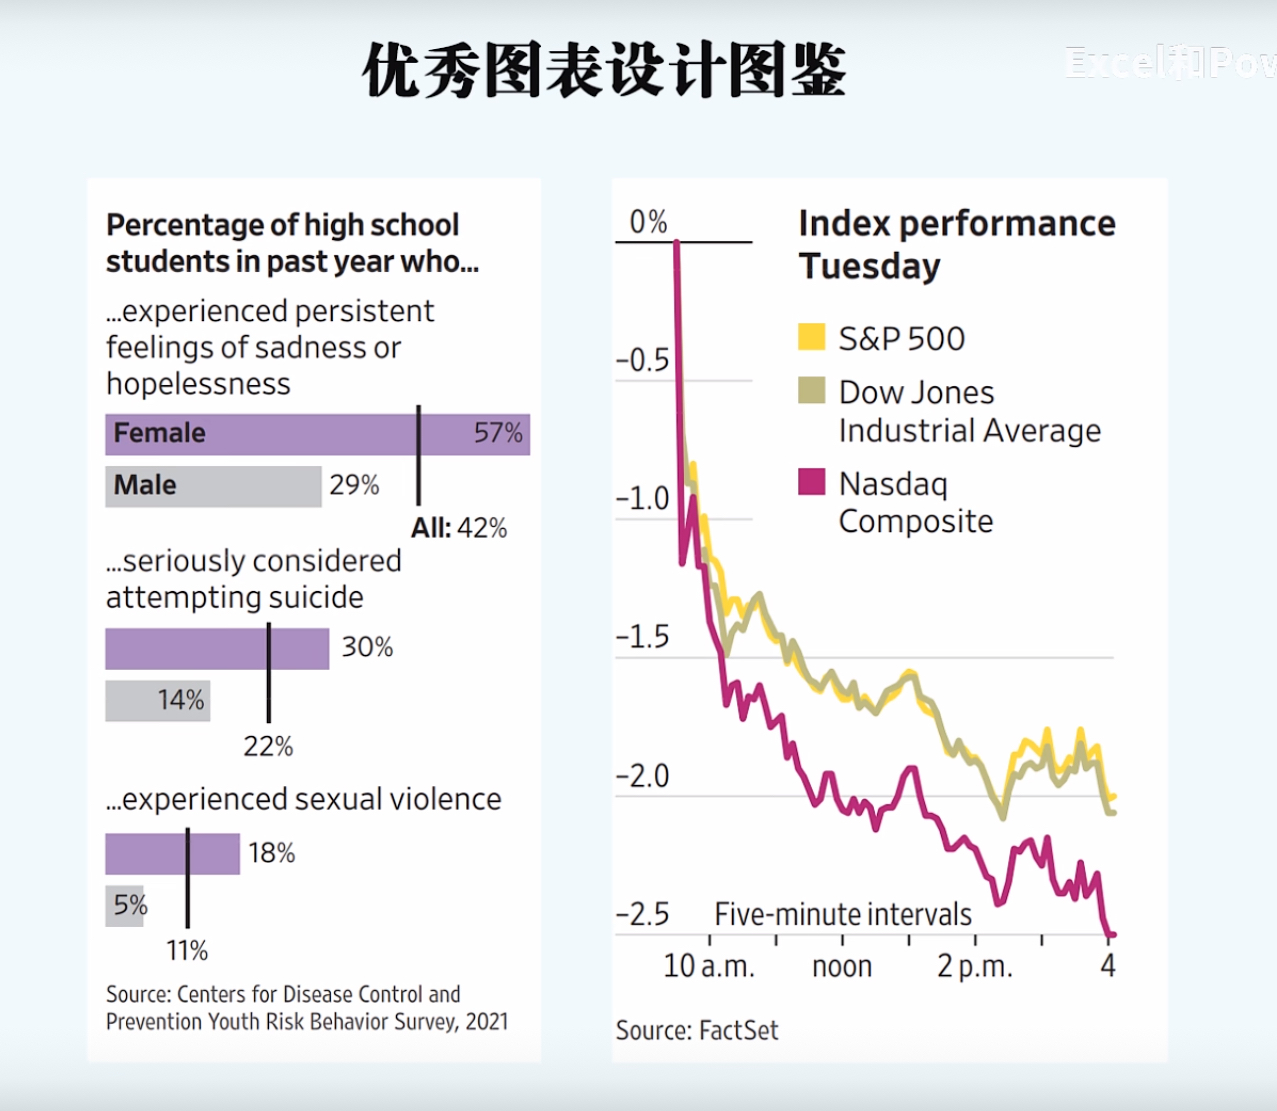 优秀图表设计图鉴
Excel和Pov
Percentage of high school
students in past year who...
...experienced persistent
feelings of sadness or
hopelessness
Female 57%
Male 29%
All: 42%
...seriously considered
attempting suicide
30%
14%
22%
...experienced sexual violence
18%
5%
11%
Source: Centers for Disease Control and
Prevention Youth Risk Behavior Survey, 2021
Index performance
Tuesday
S&P 500
Dow Jones
Industrial Average
Nasdaq
Composite
0%
–0.5
–1.0
–1.5
–2.0
–2.5
Five-minute intervals
10 a.m. noon 2 p.m. 4
Source: FactSet